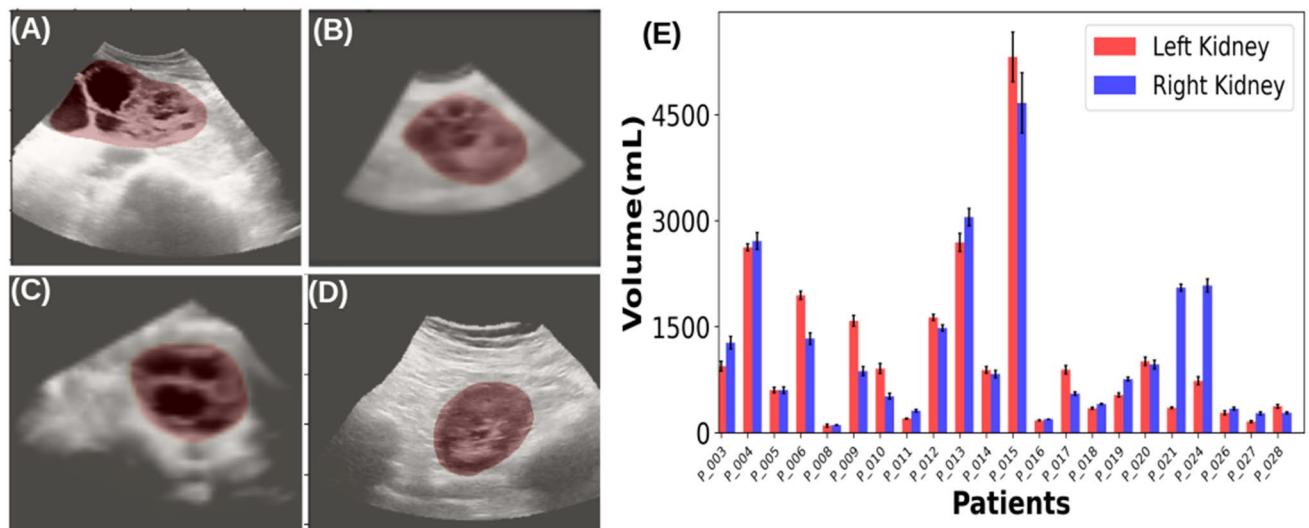 (A)
(B)
(C)
(D)
(E)
Left Kidney
Right Kidney
Volume(mL)
4500
3000
1500
0
P_003
P_004
P_005
P_006
P_008
P_009
P_010
P_011
P_012
P_013
P_014
P_015
P_016
P_017
P_018
P_019
P_020
P_021
P_024
P_026
P_027
P_028
Patients